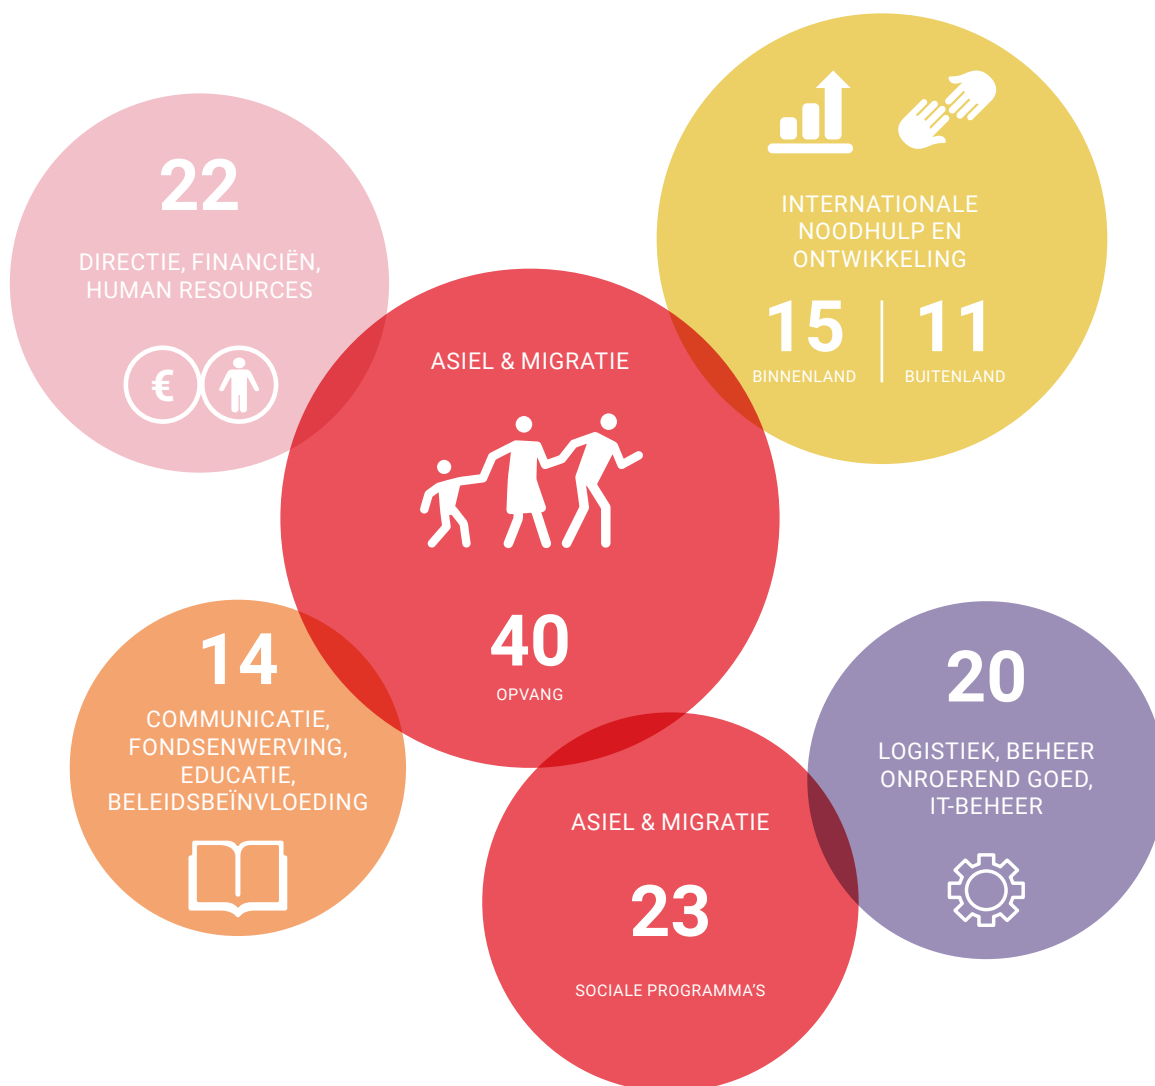 22
DIRECTIE, FINANCIËN,
HUMAN RESOURCES
€
INTERNATIONALE
NOODHULP EN
ONTWIKKELING
15
BINNENLAND
11
BUITENLAND
ASIEL & MIGRATIE
40
OPVANG
14
COMMUNICATIE,
FONDSENWERVING,
EDUCATIE,
BELEIDSBEÏNVLOEDING
ASIEL & MIGRATIE
23
SOCIALE PROGRAMMA'S
20
LOGISTIEK, BEHEER
ONROEREND GOED,
IT-BEHEER